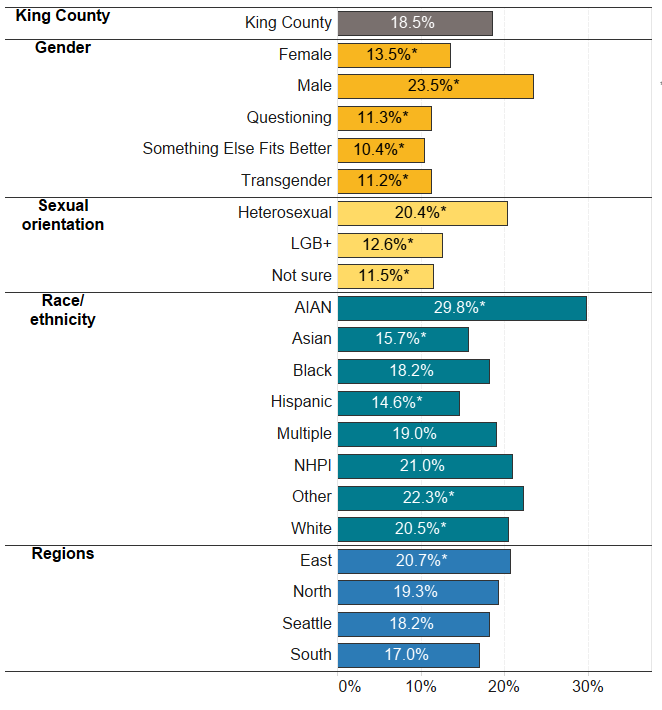 King County King County 18.5%
Gender Female 13.5%*
Male 23.5%*
Questioning 11.3%*
Something Else Fits Better 10.4%*
Transgender 11.2%*
Sexual Heterosexual 20.4%*
orientation
LGB+ 12.6%*
Not sure 11.5%*
Race/ AIAN 29.8%*
ethnicity
Asian 15.7%*
Black 18.2%
Hispanic 14.6%*
Multiple 19.0%
NHPI 21.0%
Other 22.3%*
White 20.5%*
Regions East 20.7%*
North 19.3%
Seattle 18.2%
South 17.0%
0% 10% 20% 30%